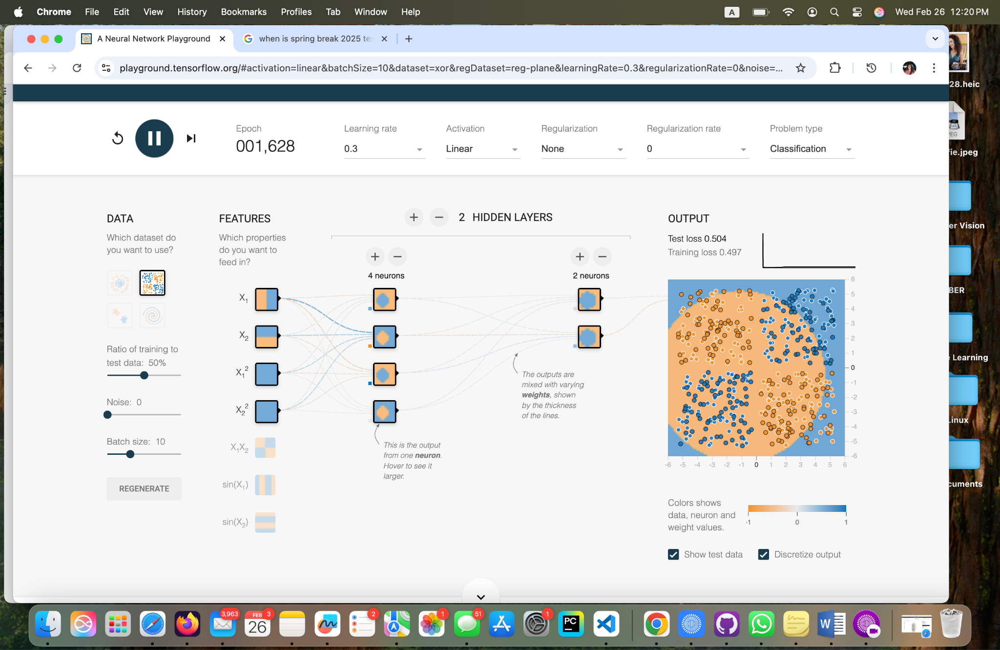 Chrome File Edit View History Bookmarks Profiles Tab Window Help
A
Wed Feb 26 12:20 PM
A Neural Network Playground
when is spring break 2025 te
playground.tensorflow.org/#activation=linear&batchSize=10&dataset=xor&regDataset=reg-plane&learningRate=0.3&regularizationRate=0&noise=...
28.heic
PEG
fie.jpeg
er Vision
BER
Learning
Linux
cuments
Epoch
001,628
Learning rate
0.3
Activation
Linear
Regularization
None
Regularization rate
0
Problem type
Classification
DATA
Which dataset do
you want to use?
Ratio of training to
test data: 50%
Noise: 0
Batch size: 10
REGENERATE
FEATURES
Which properties
do you want to
feed in?
X1
X2
X1²
X2²
X1X2
sin(X1)
sin(X2)
+ − 2 HIDDEN LAYERS
+ −
4 neurons
+ −
2 neurons
The outputs are
mixed with varying
weights, shown
by the thickness
of the lines.
This is the output
from one neuron.
Hover to see it
larger.
OUTPUT
Test loss 0.504
Training loss 0.497
6
5
4
3
2
1
0
-1
-2
-3
-4
-5
-6
-6 -5 -4 -3 -2 -1 0 1 2 3 4 5 6
Colors shows
data, neuron and
weight values.
-1 0 1
Show test data
Discretize output
3,963
FEB 3
26
2
1
51
1
PC
W